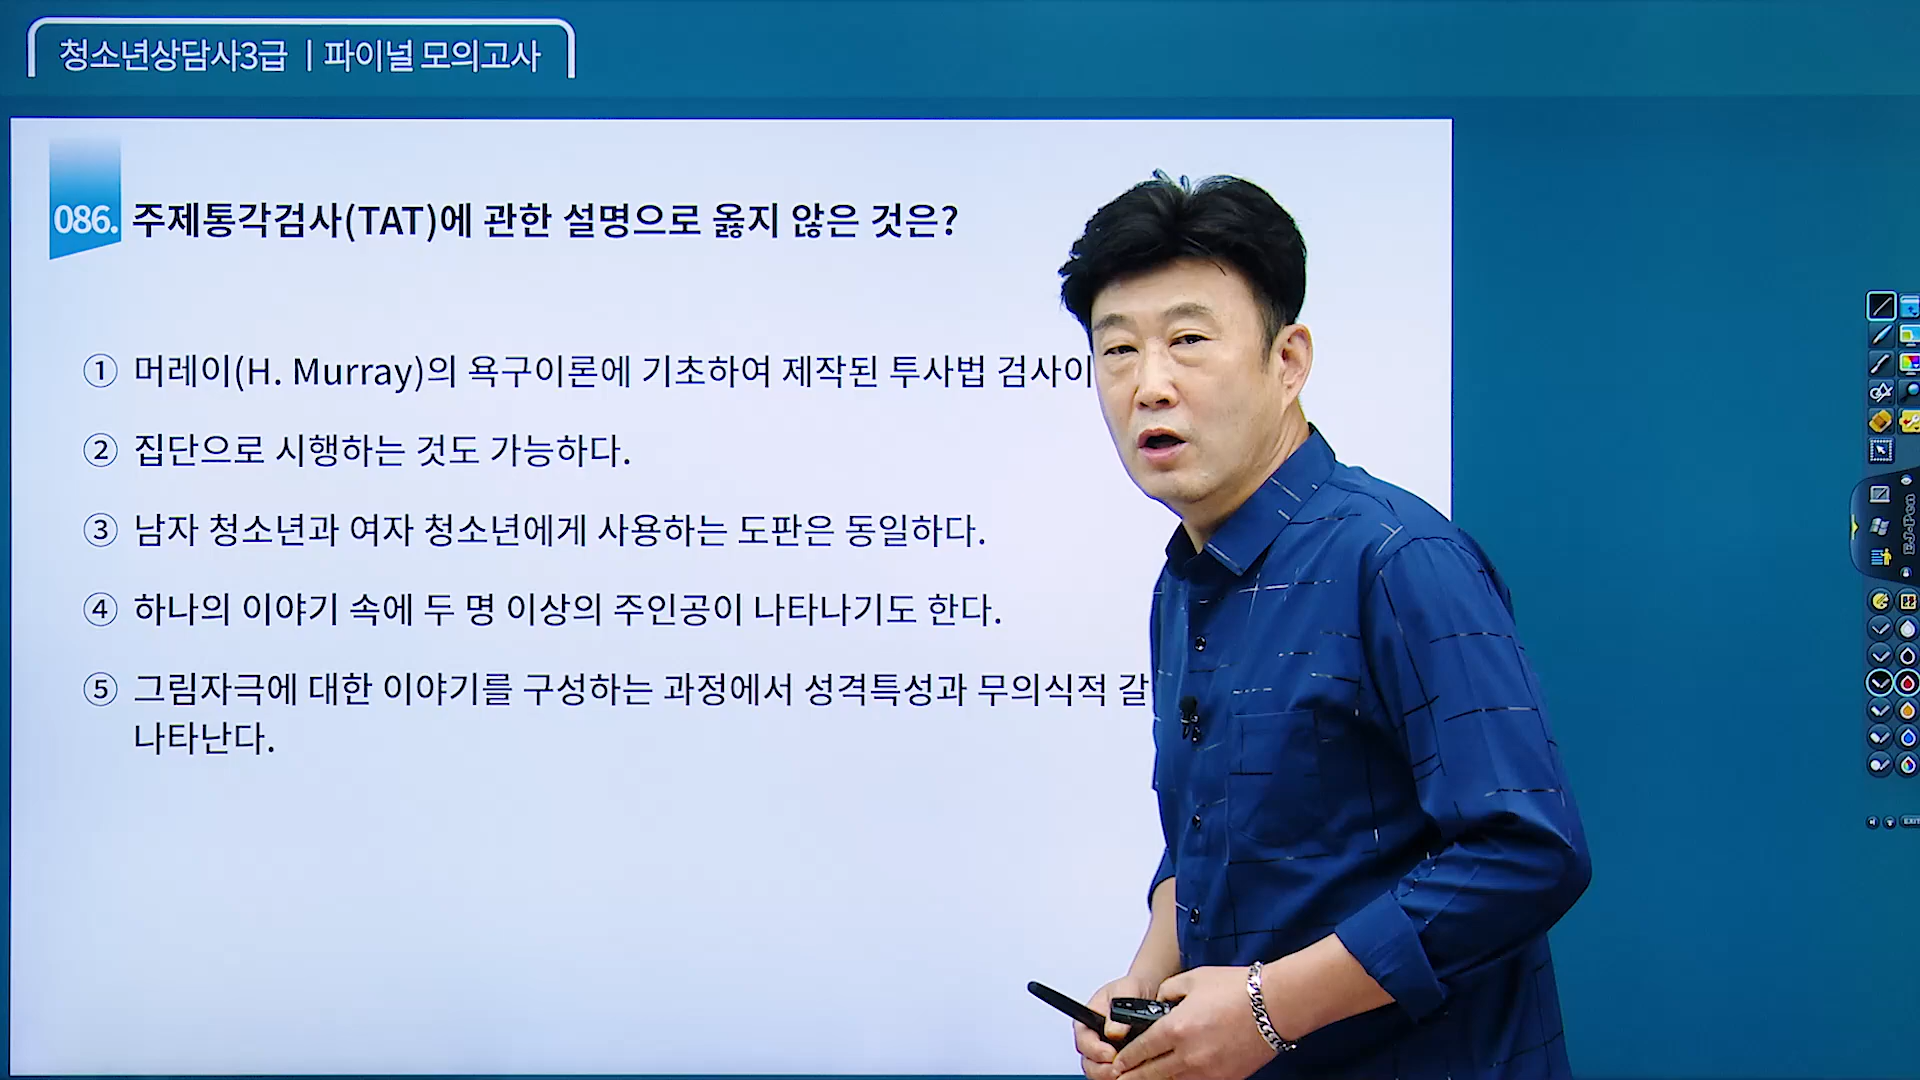 청소년상담사3급 | 파이널 모의고사
086. 주제통각검사(TAT)에 관한 설명으로 옳지 않은 것은?
① 머레이(H. Murray)의 욕구이론에 기초하여 제작된 투사법 검사이
② 집단으로 시행하는 것도 가능하다.
③ 남자 청소년과 여자 청소년에게 사용하는 도판은 동일하다.
④ 하나의 이야기 속에 두 명 이상의 주인공이 나타나기도 한다.
⑤ 그림자극에 대한 이야기를 구성하는 과정에서 성격특성과 무의식적 갈
나타난다.
EXIT